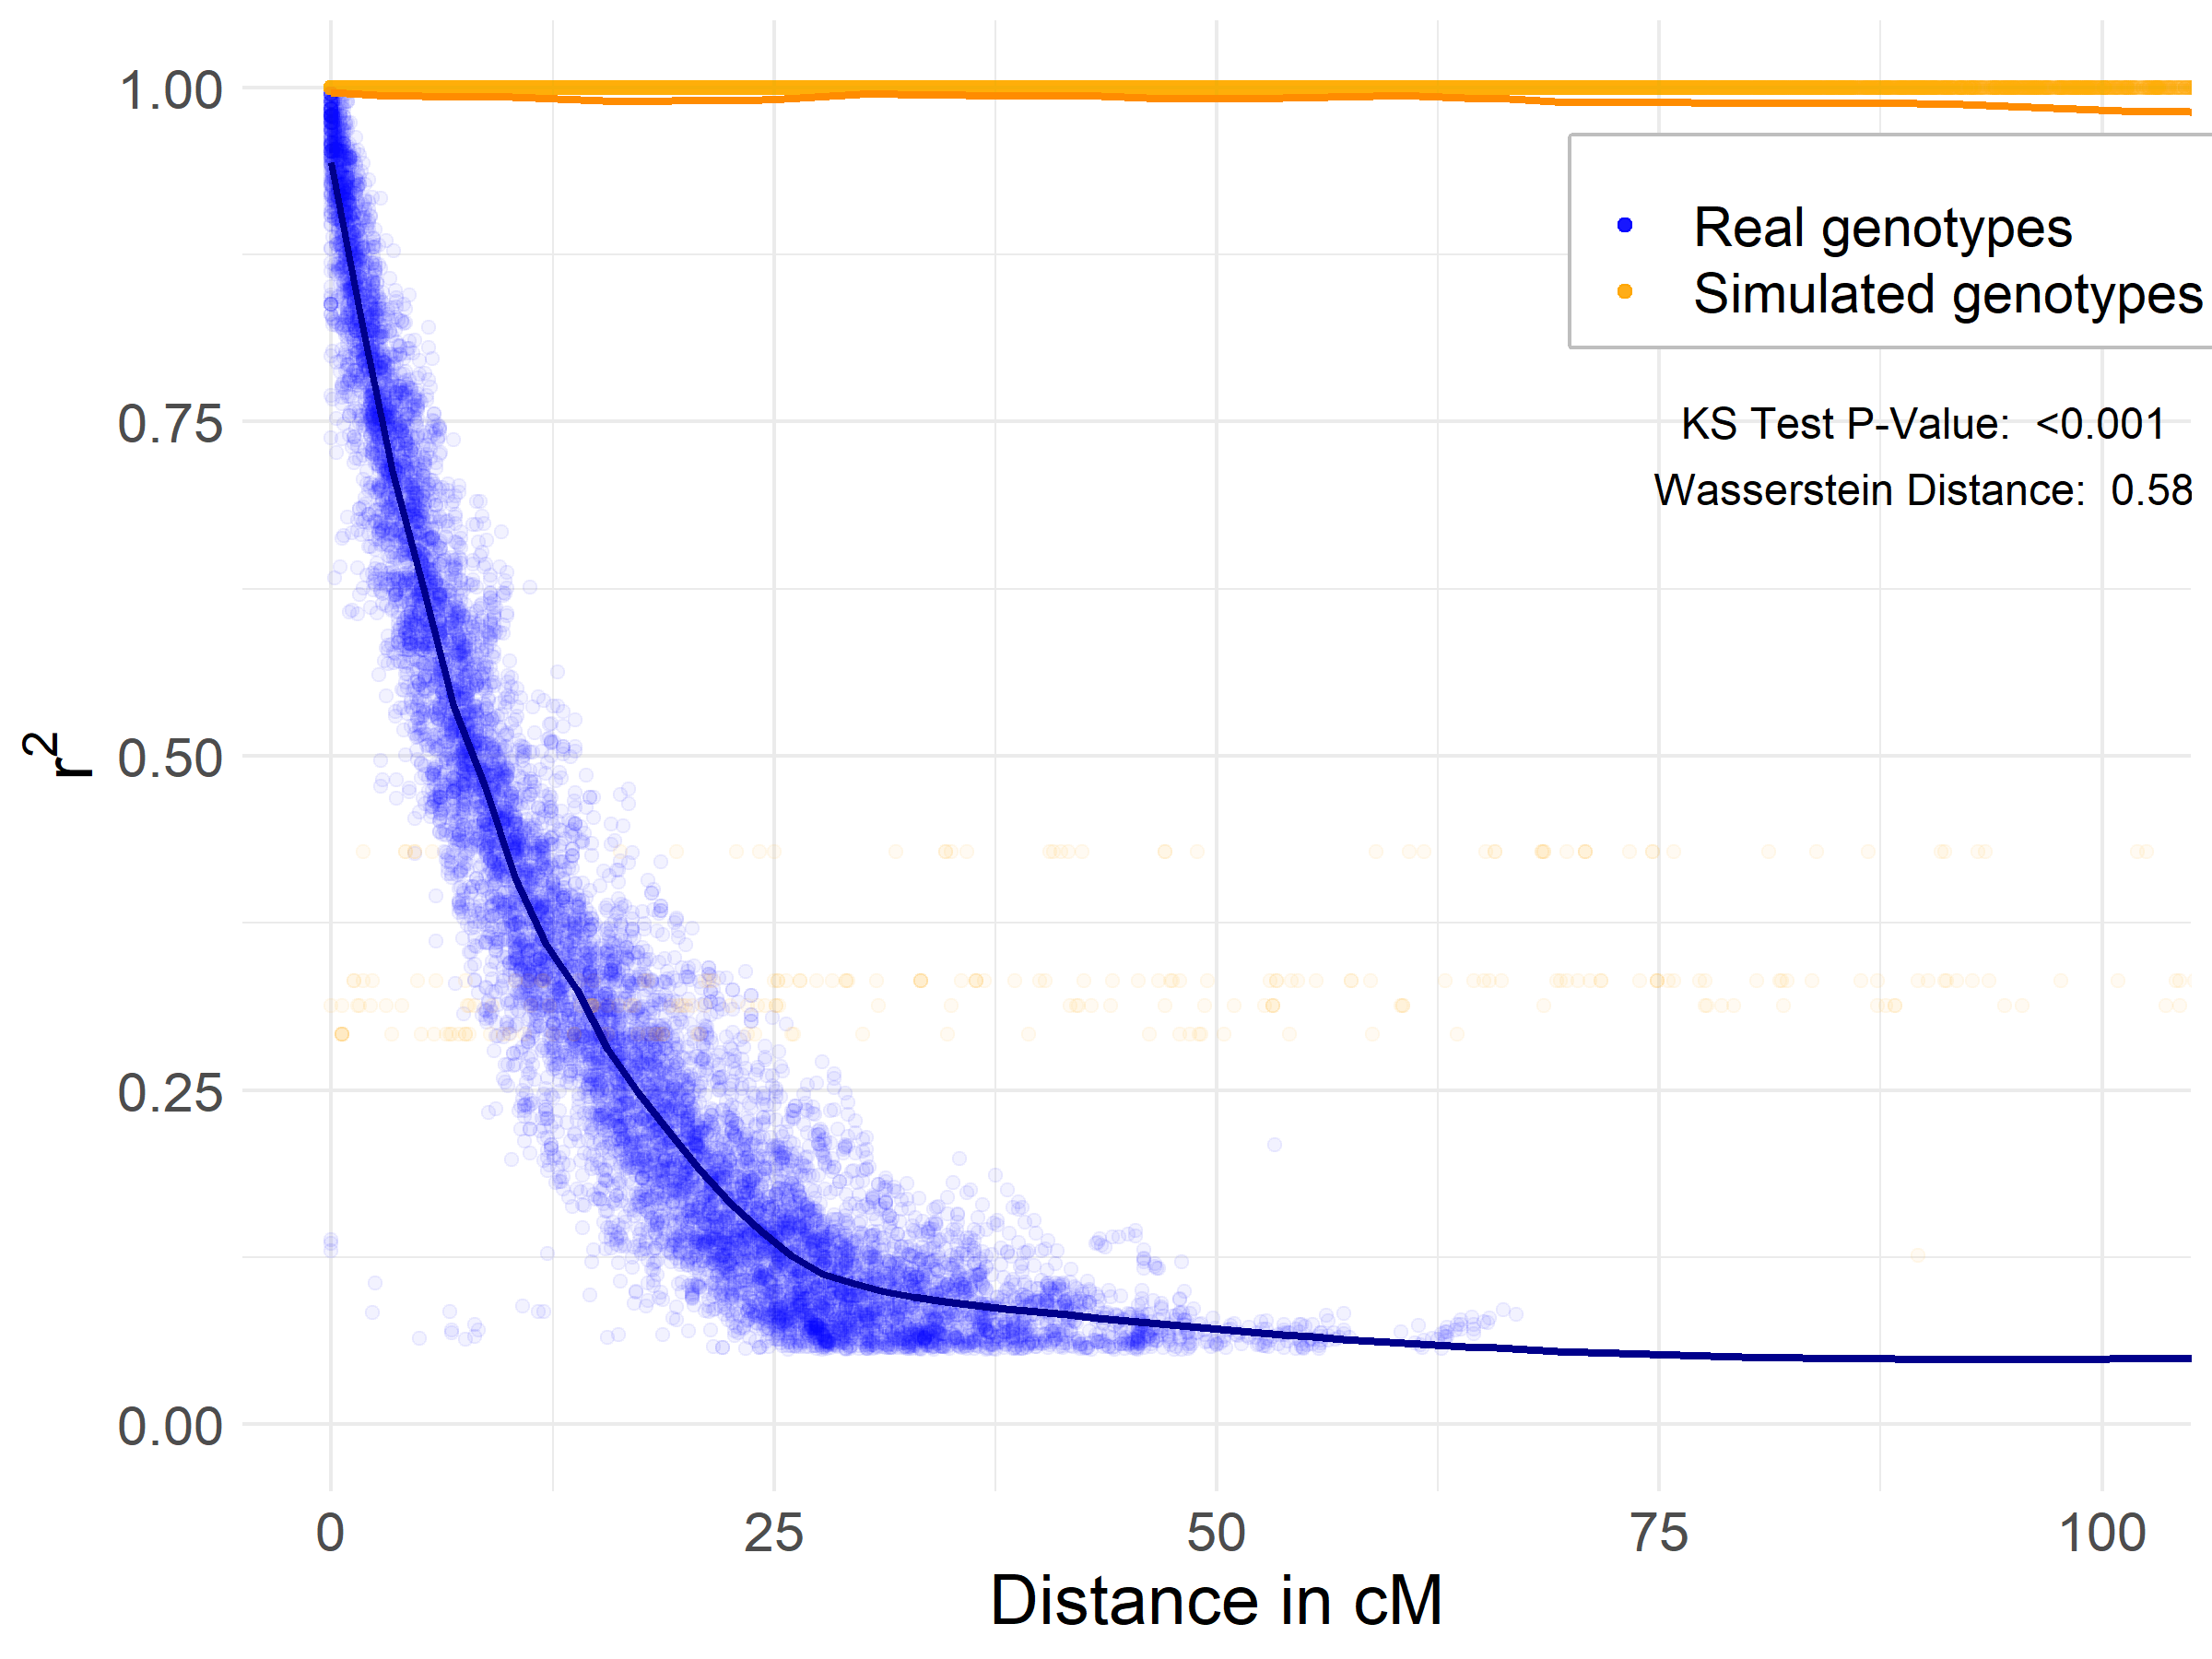 1.00
0.75
0.50
0.25
0.00
r2
Real genotypes
Simulated genotypes
KS Test P-Value: <0.001
Wasserstein Distance: 0.58
0 25 50 75 100
Distance in cM